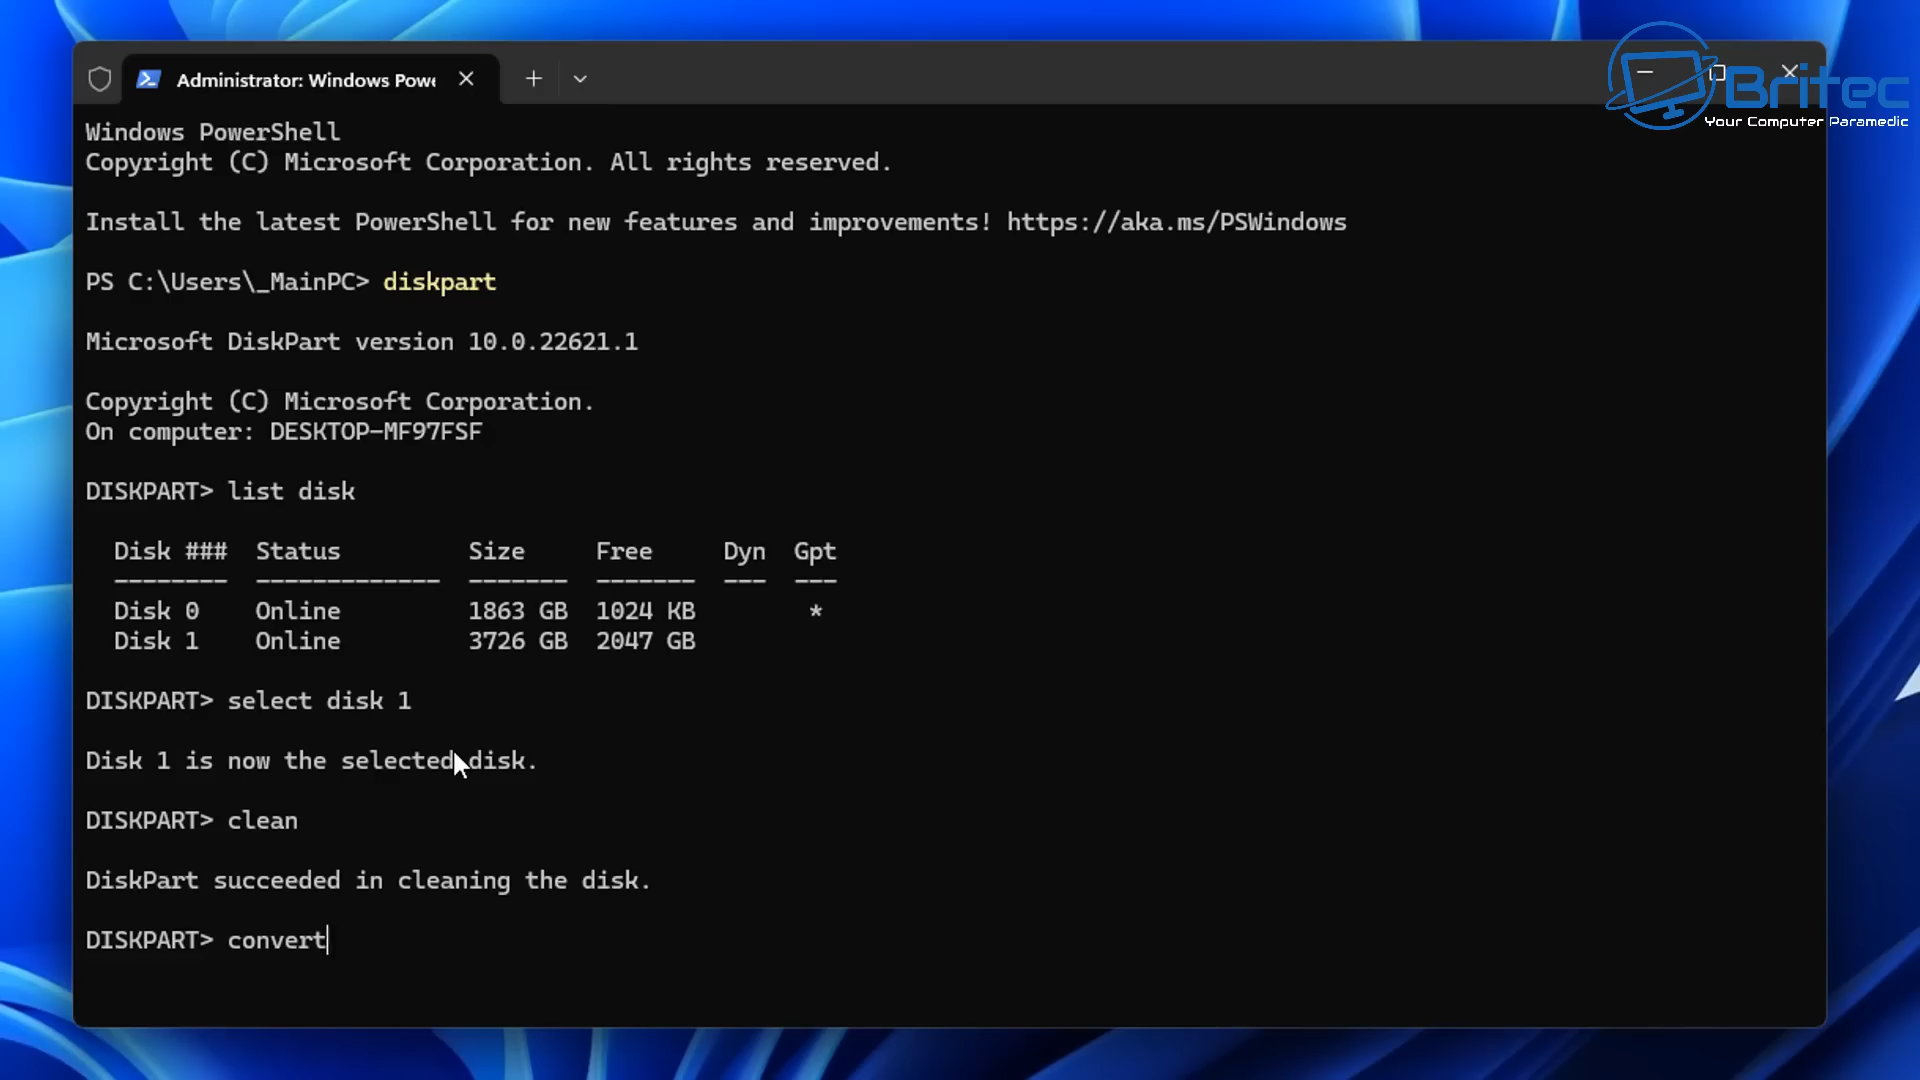 Administrator: Windows Powe
Britec
Your Computer Paramedic
Windows PowerShell
Copyright (C) Microsoft Corporation. All rights reserved.
Install the latest PowerShell for new features and improvements! https://aka.ms/PSWindows
PS C:\Users\_MainPC> diskpart
Microsoft DiskPart version 10.0.22621.1
Copyright (C) Microsoft Corporation.
On computer: DESKTOP-MF97FSF
DISKPART> list disk
Disk ### Status Size Free Dyn Gpt
-------- ------------- ------- ------- --- ---
Disk 0 Online 1863 GB 1024 KB *
Disk 1 Online 3726 GB 2047 GB
DISKPART> select disk 1
Disk 1 is now the selected disk.
DISKPART> clean
DiskPart succeeded in cleaning the disk.
DISKPART> convert